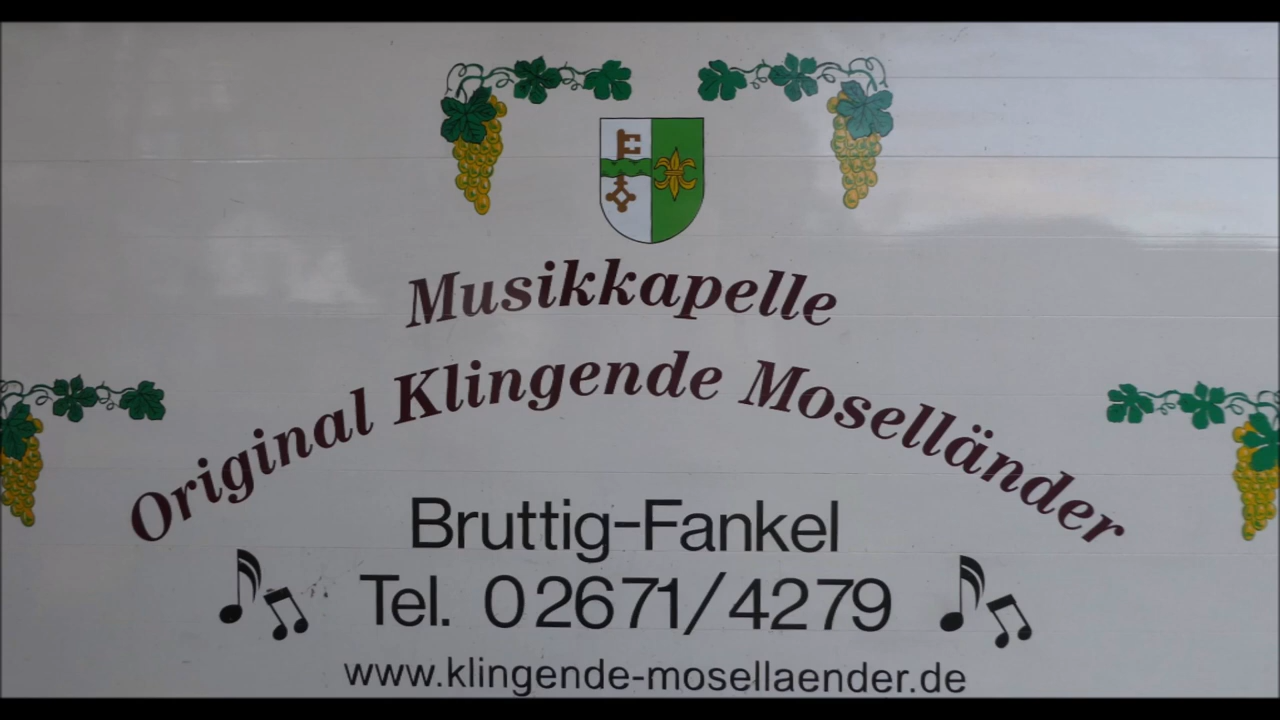 Musikkapelle
Original Klingende Moselländer
Bruttig-Fankel
Tel. 02671/4279
www.klingende-mosellaender.de